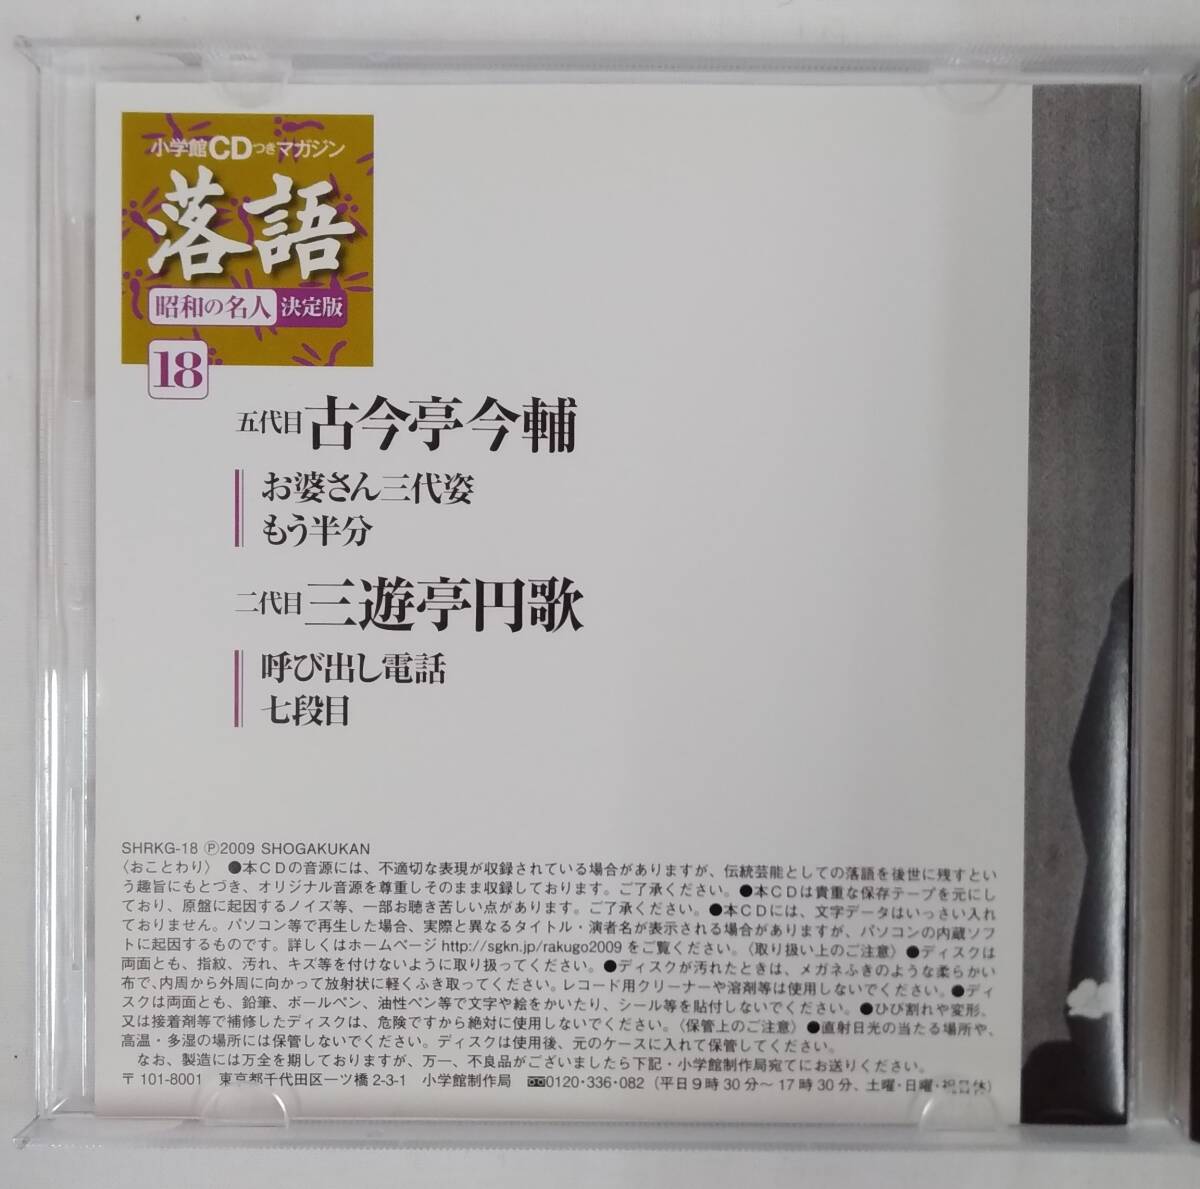 小学館CDつきマガジン
落語
昭和の名人 決定版
18
五代目 古今亭今輔
お婆さん三代姿
もう半分
二代目 三遊亭円歌
呼び出し電話
七段目
SHRKG-18 Ⓟ2009 SHOGAKUKAN
〈おことわり〉 ●本CDの音源には、不適切な表現が収録されている場合がありますが、伝統芸能としての落語を後世に残すとい
う趣旨にもとづき、オリジナル音源を尊重しそのまま収録しております。ご了承ください。●本CDは貴重な保存テープを元にし
ており、原盤に起因するノイズ等、一部お聴き苦しい点があります。ご了承ください。●本CDには、文字データはいっさい入れ
ておりません。パソコン等で再生した場合、実際と異なるタイトル・演者名が表示される場合がありますが、パソコンの内蔵ソフ
トに起因するものです。詳しくはホームページ http://sgkn.jp/rakugo2009 をご覧ください。〈取り扱い上のご注意〉●ディスクは
両面とも、指紋、汚れ、キズ等を付けないように取り扱ってください。●ディスクが汚れたときは、メガネふきのような柔らかい
布で、内周から外周に向かって放射状に軽くふき取ってください。レコード用クリーナーや溶剤等は使用しないでください。●ディ
スクは両面とも、鉛筆、ボールペン、油性ペン等で文字や絵をかいたり、シール等を貼付しないでください。●ひび割れや変形、
又は接着剤等で補修したディスクは、危険ですから絶対に使用しないでください。〈保管上のご注意〉●直射日光の当たる場所や、
高温・多湿の場所には保管しないでください。ディスクは使用後、元のケースに入れて保管してください。
なお、製造には万全を期しておりますが、万一、不良品がございましたら下記・小学館制作局宛てにお送りください。
〒101-8001 東京都千代田区一ツ橋2-3-1 小学館制作局 0120・336・082（平日9時30分〜17時30分、土曜・日曜・祝日休）